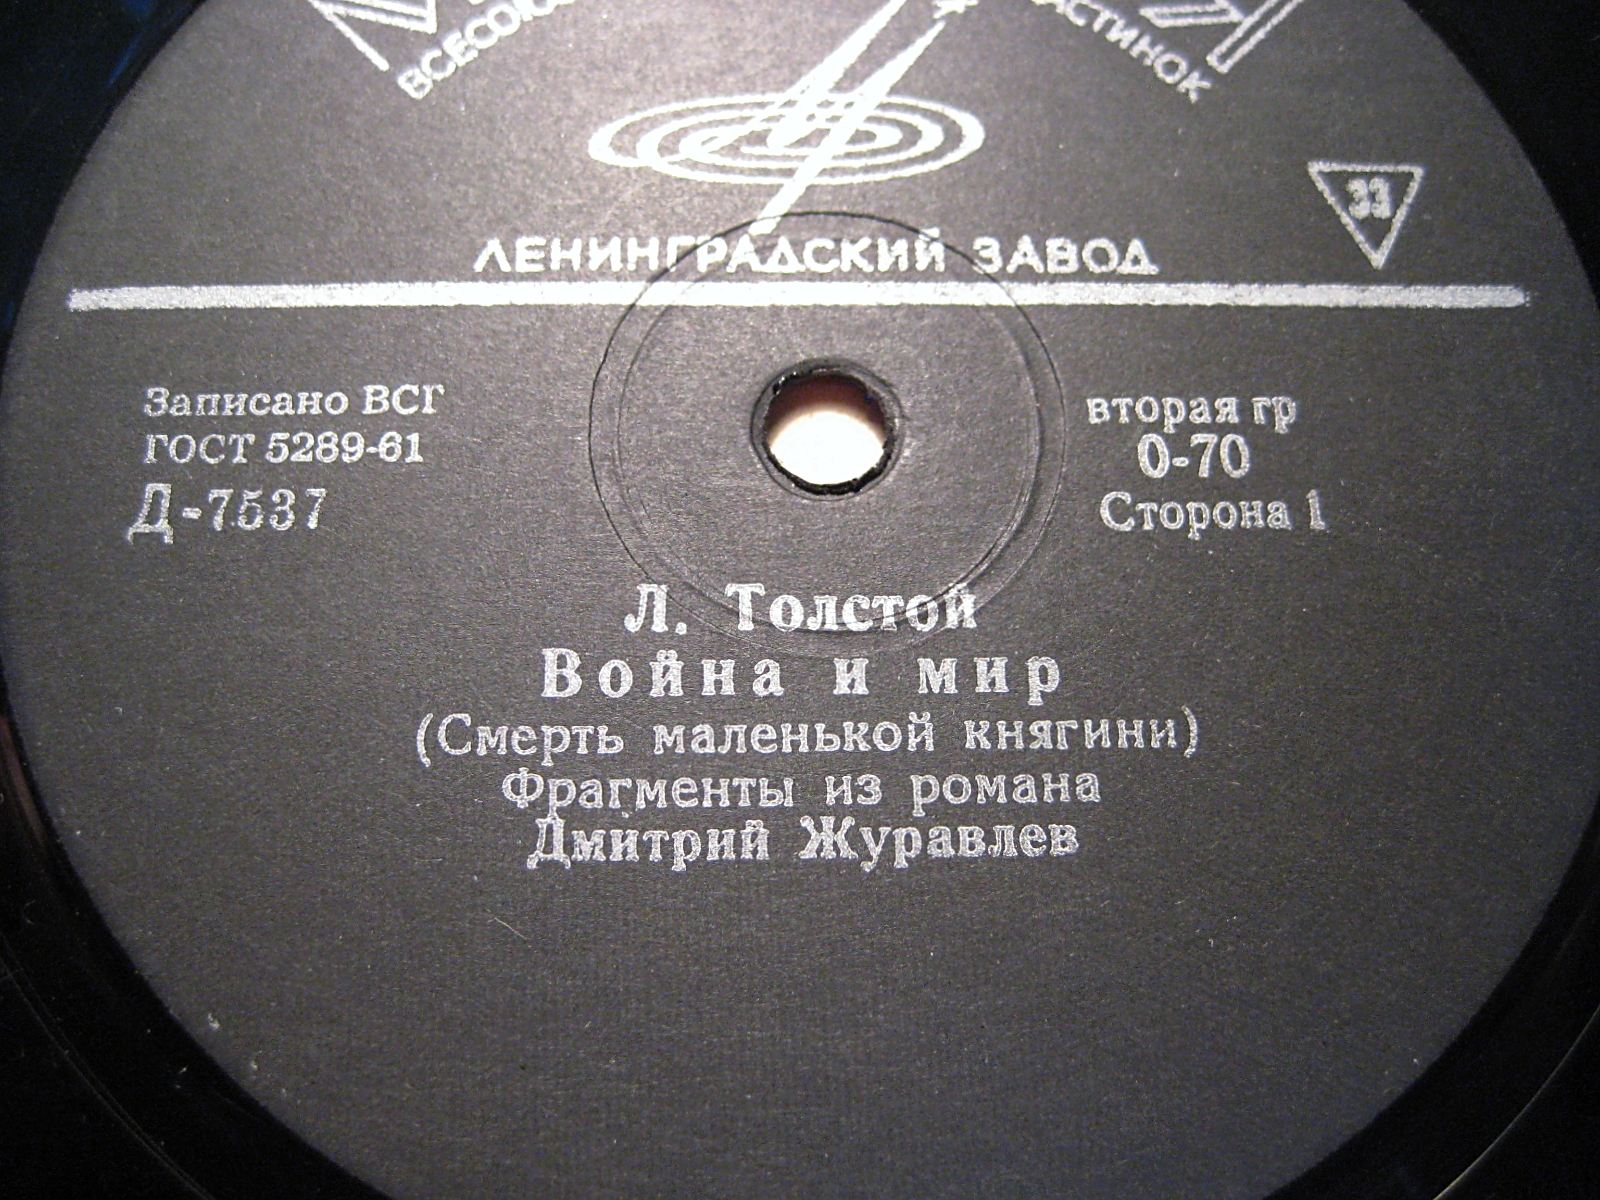 ЛЕНИНГРАДСКИЙ ЗАВОД
33
Записано ВСГ
ГОСТ 5289-61
Д-7537
вторая гр
0-70
Сторона 1
Л. Толстой
Война и мир
(Смерть маленькой княгини)
Фрагменты из романа
Дмитрий Журавлев